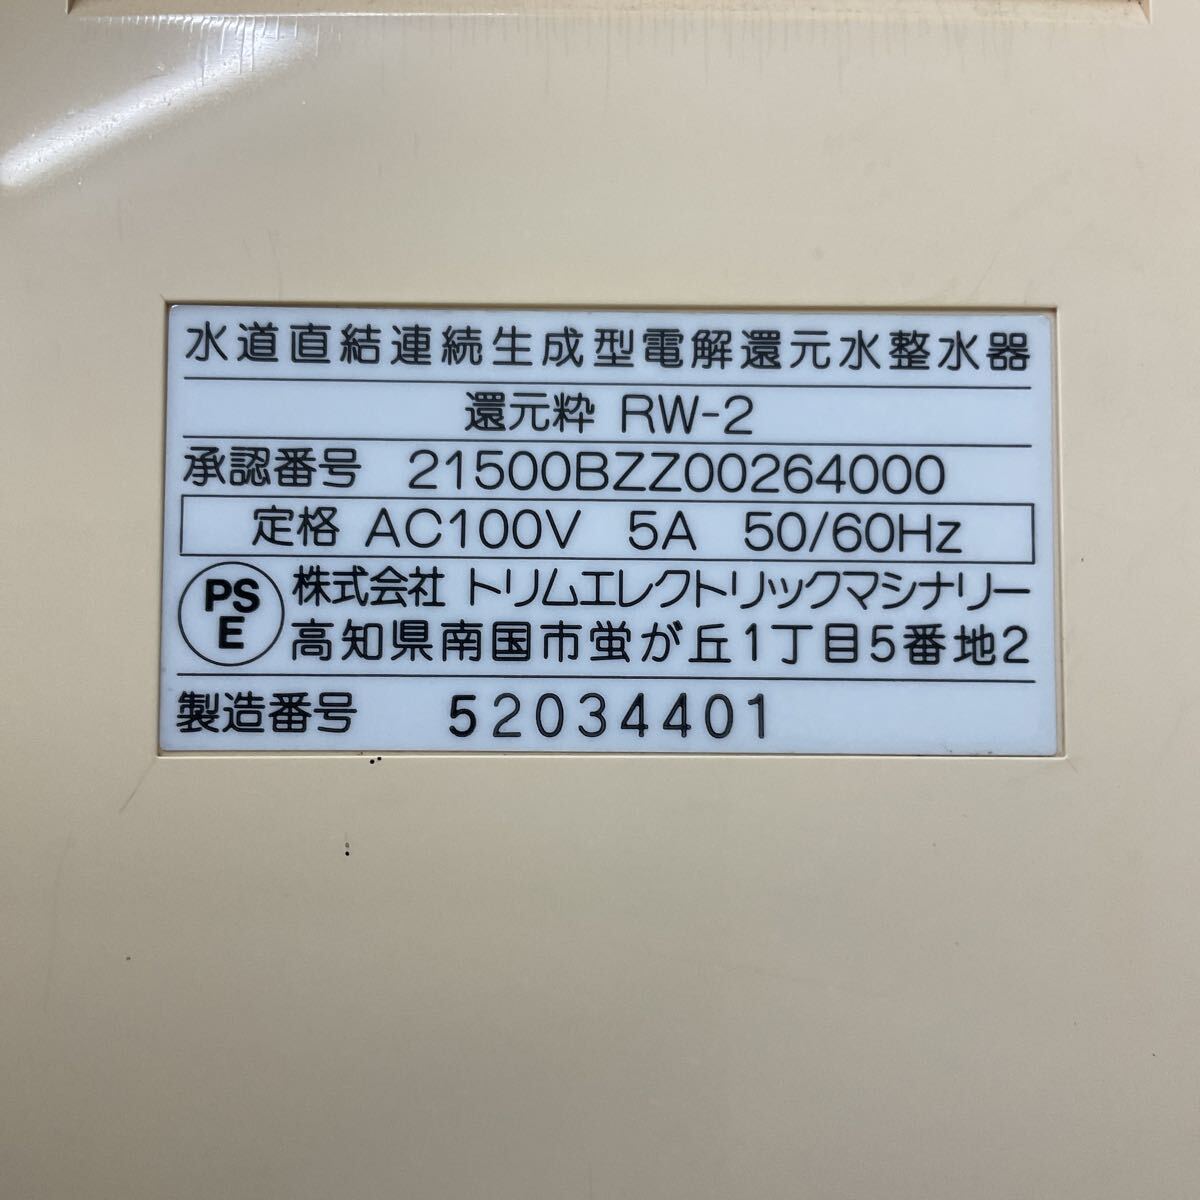 水道直結連続生成型電解還元水整水器
還元粋 RW-2
承認番号 21500BZZ00264000
定格 AC100V 5A 50/60Hz
PS
E
株式会社 トリムエレクトリックマシナリー
高知県南国市蛍が丘1丁目5番地2
製造番号 52034401